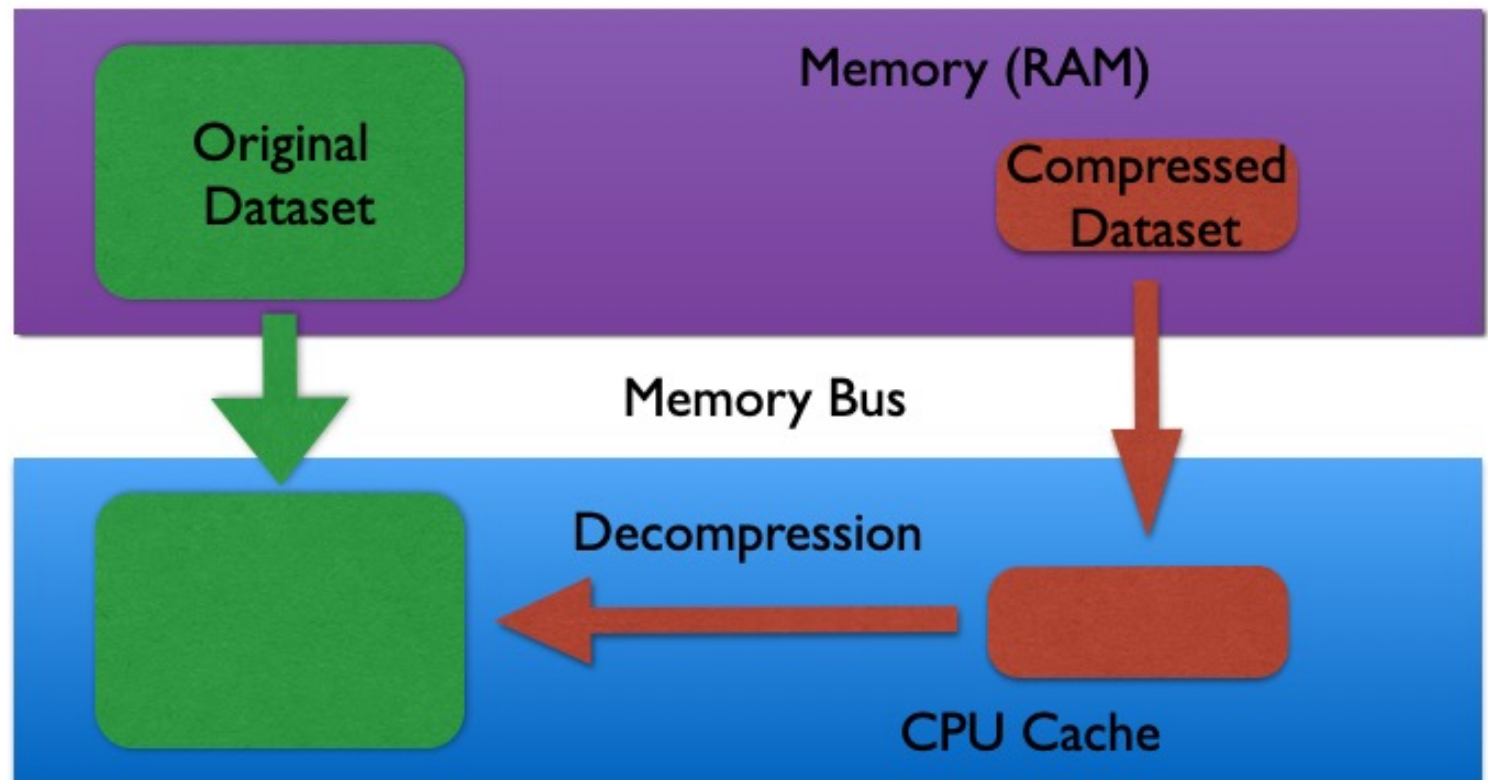 Memory (RAM)
Original
Dataset
Compressed
Dataset
Memory Bus
Decompression
CPU Cache